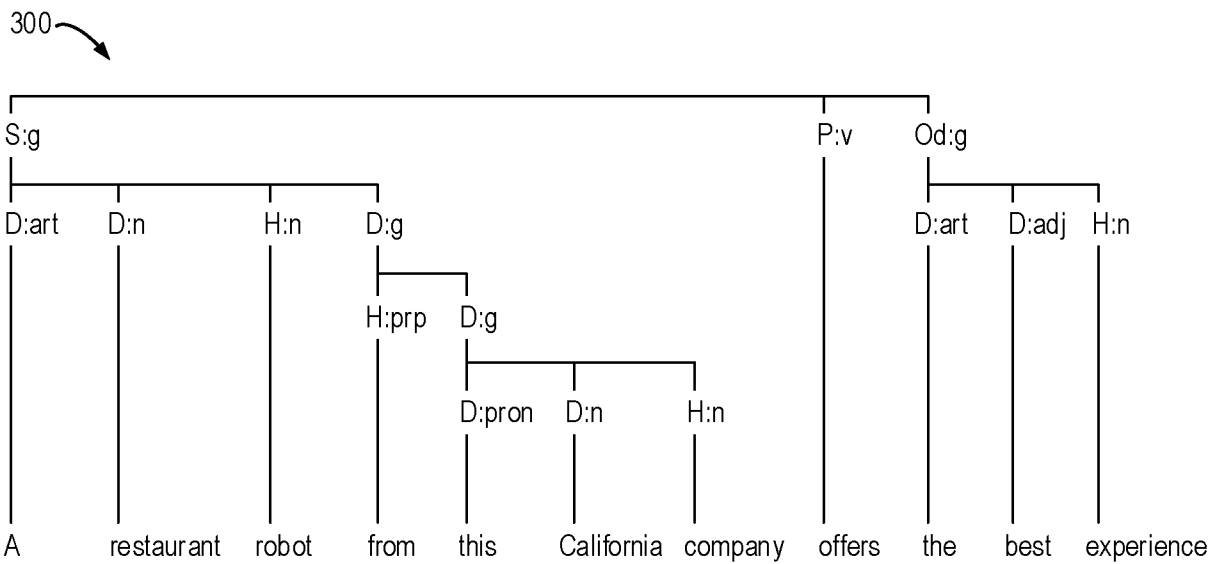 300
S:g P:v Od:g
D:art D:n H:n D:g D:art D:adj H:n
H:prp D:g
D:pron D:n H:n
A restaurant robot from this California company offers the best experience